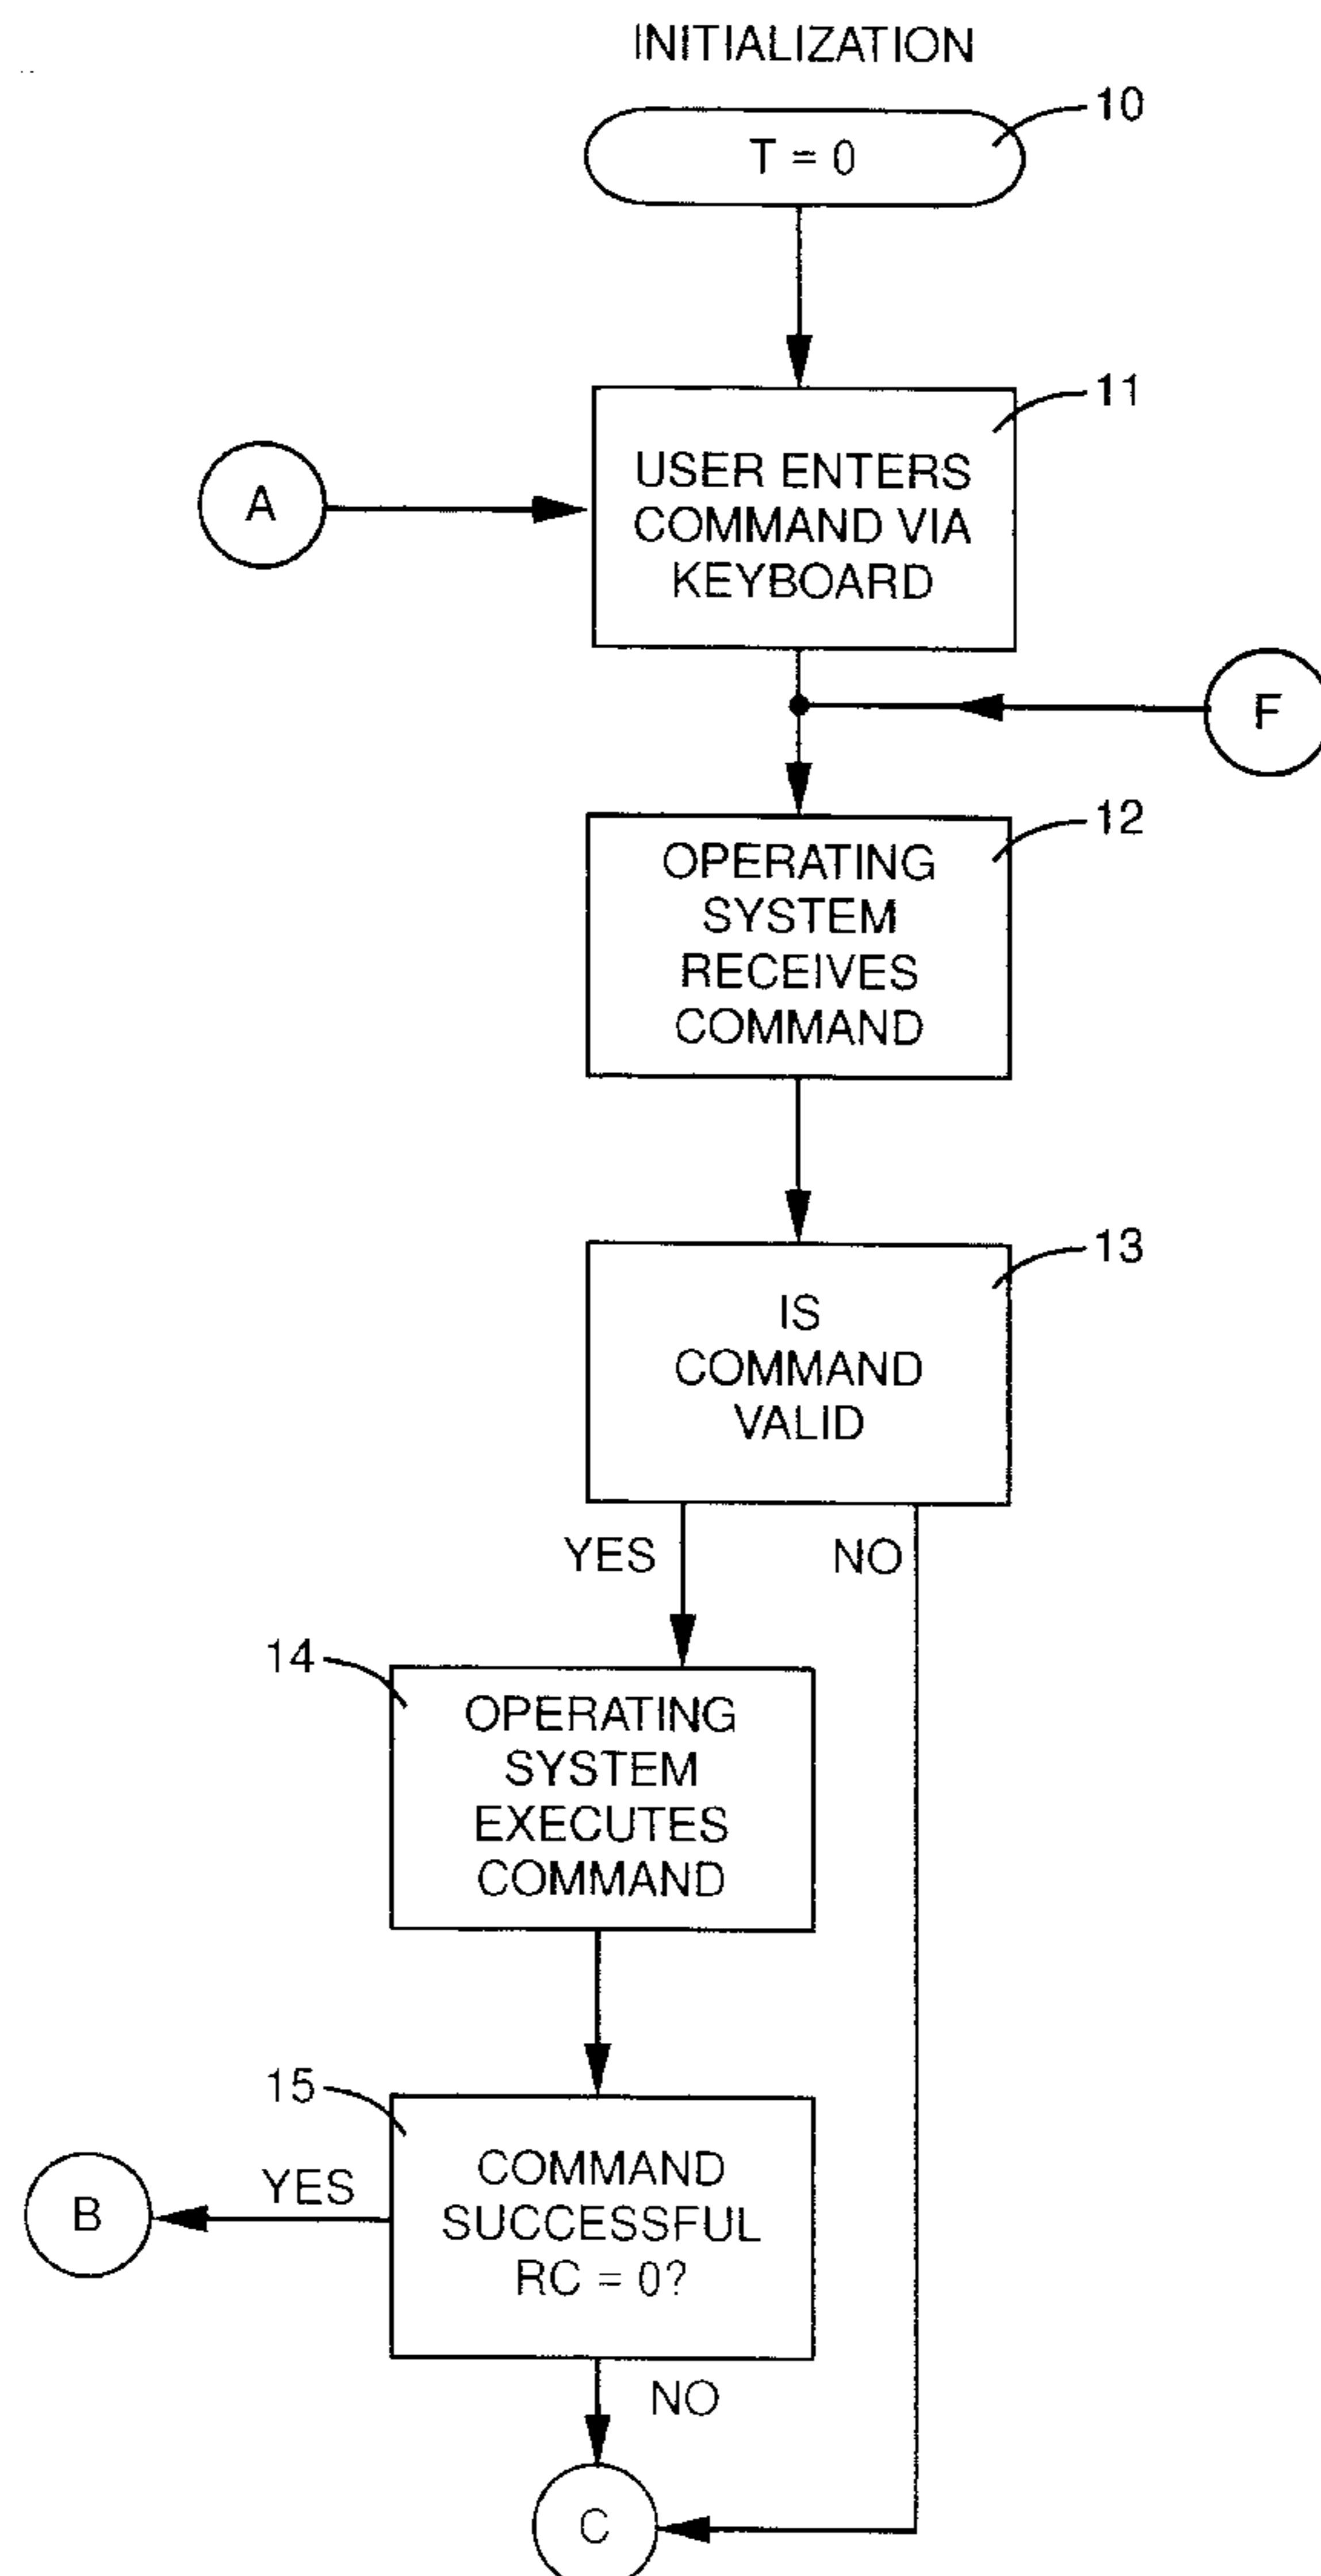 INITIALIZATION
10
T = 0
11
USER ENTERS
COMMAND VIA
KEYBOARD
A
F
12
OPERATING
SYSTEM
RECEIVES
COMMAND
13
IS
COMMAND
VALID
YES
NO
14
OPERATING
SYSTEM
EXECUTES
COMMAND
15
COMMAND
SUCCESSFUL
RC = 0?
YES
B
NO
C